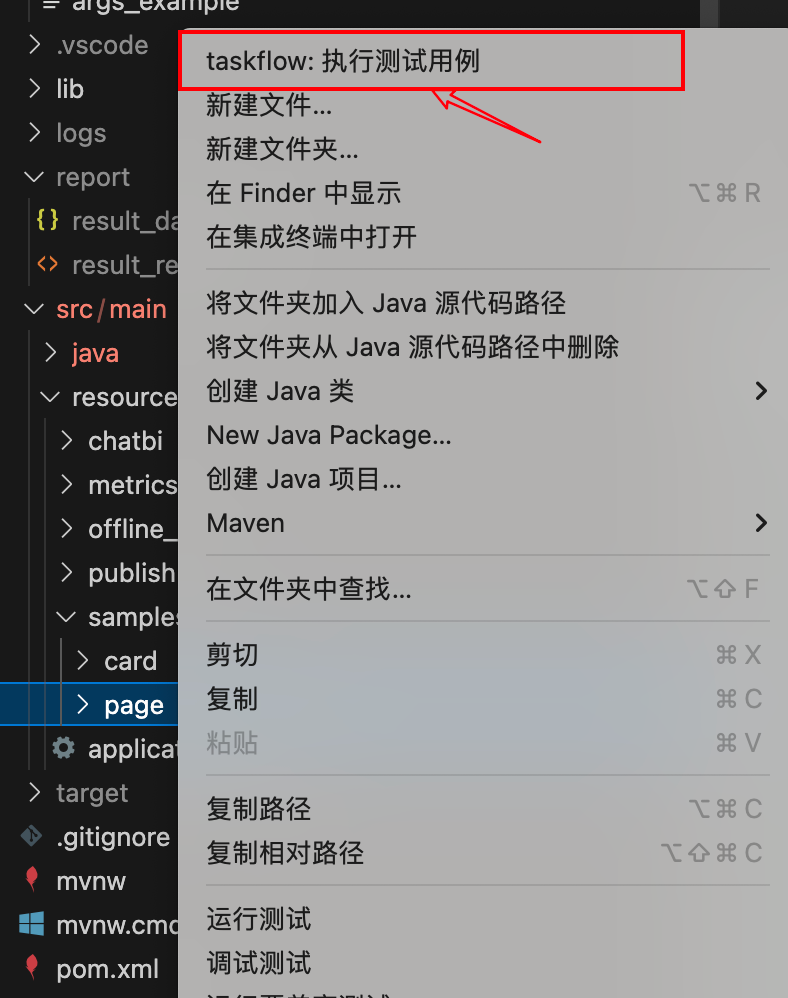 args_example
.vscode
lib
logs
report
result_da
result_re
src/main
java
resource
chatbi
metrics
offline_
publish
samples
card
page
applicat
target
.gitignore
mvnw
mvnw.cmd
pom.xml
taskflow: 执行测试用例
新建文件...
新建文件夹...
在 Finder 中显示 ⌥⌘R
在集成终端中打开
将文件夹加入 Java 源代码路径
将文件夹从 Java 源代码路径中删除
创建 Java 类
New Java Package...
创建 Java 项目...
Maven
在文件夹中查找... ⌥⇧F
剪切 ⌘X
复制 ⌘C
粘贴 ⌘V
复制路径 ⌥⌘C
复制相对路径 ⌥⇧⌘C
运行测试
调试测试